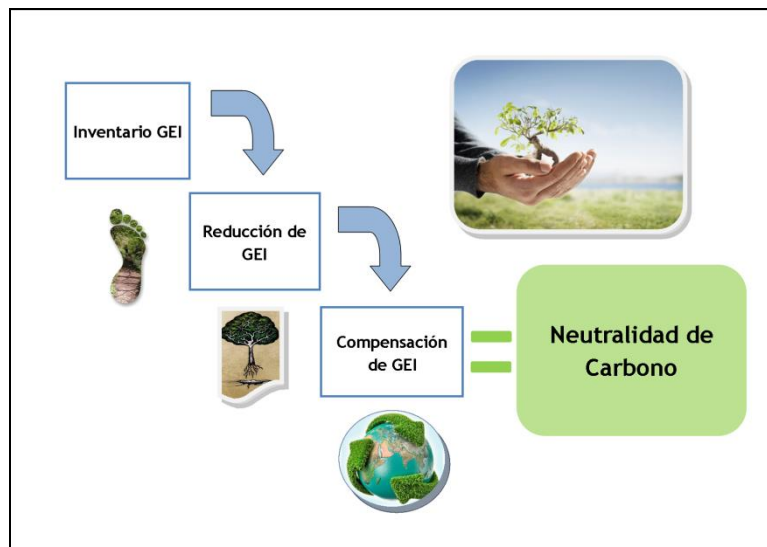 Inventario GEI
Reducción de
GEI
Compensación
de GEI
Neutralidad de
Carbono